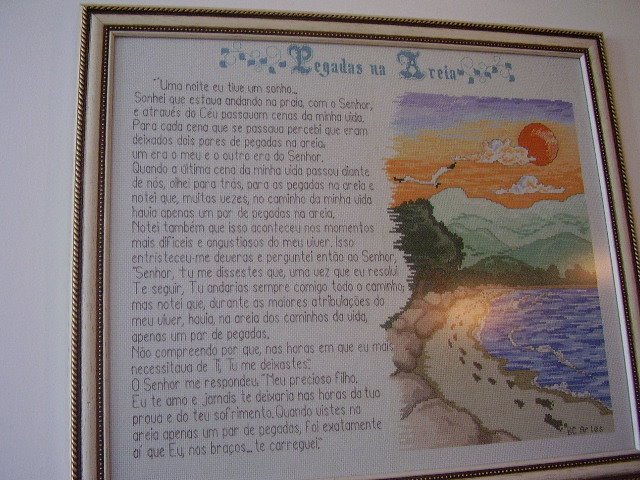 Pegadas na Areia
"Uma noite eu tive um sonho...
Sonhei que estava andando na praia, com o Senhor,
e através do Céu passavam cenas da minha vida.
Para cada cena que se passava percebi que eram
deixados dois pares de pegadas na areia;
um era o meu e o outro era do Senhor.
Quando a última cena da minha vida passou diante
de nós, olhei para trás, para as pegadas na areia e
notei que, muitas vezes, no caminho da minha vida
havia apenas um par de pegadas na areia.
Notei também que isso aconteceu nos momentos
mais difíceis e angustiosos do meu viver. Isso
entristeceu-me deveras e perguntei então ao Senhor:
"Senhor, Tu me dissestes que, uma vez que eu resolvi
Te seguir, Tu andarias sempre comigo todo o caminho;
mas notei que, durante as maiores atribulações do
meu viver, havia, na areia dos caminhos da vida,
apenas um par de pegadas.
Não compreendo por que, nas horas em que eu mais
necessitava de Ti, Tu me deixastes".
O Senhor me respondeu: "Meu precioso filho,
Eu te amo e jamais te deixaria nas horas da tua
prova e do teu sofrimento. Quando vistes na
areia apenas um par de pegadas, foi exatamente
aí que Eu, nos braços... te carreguei."
DC Artes